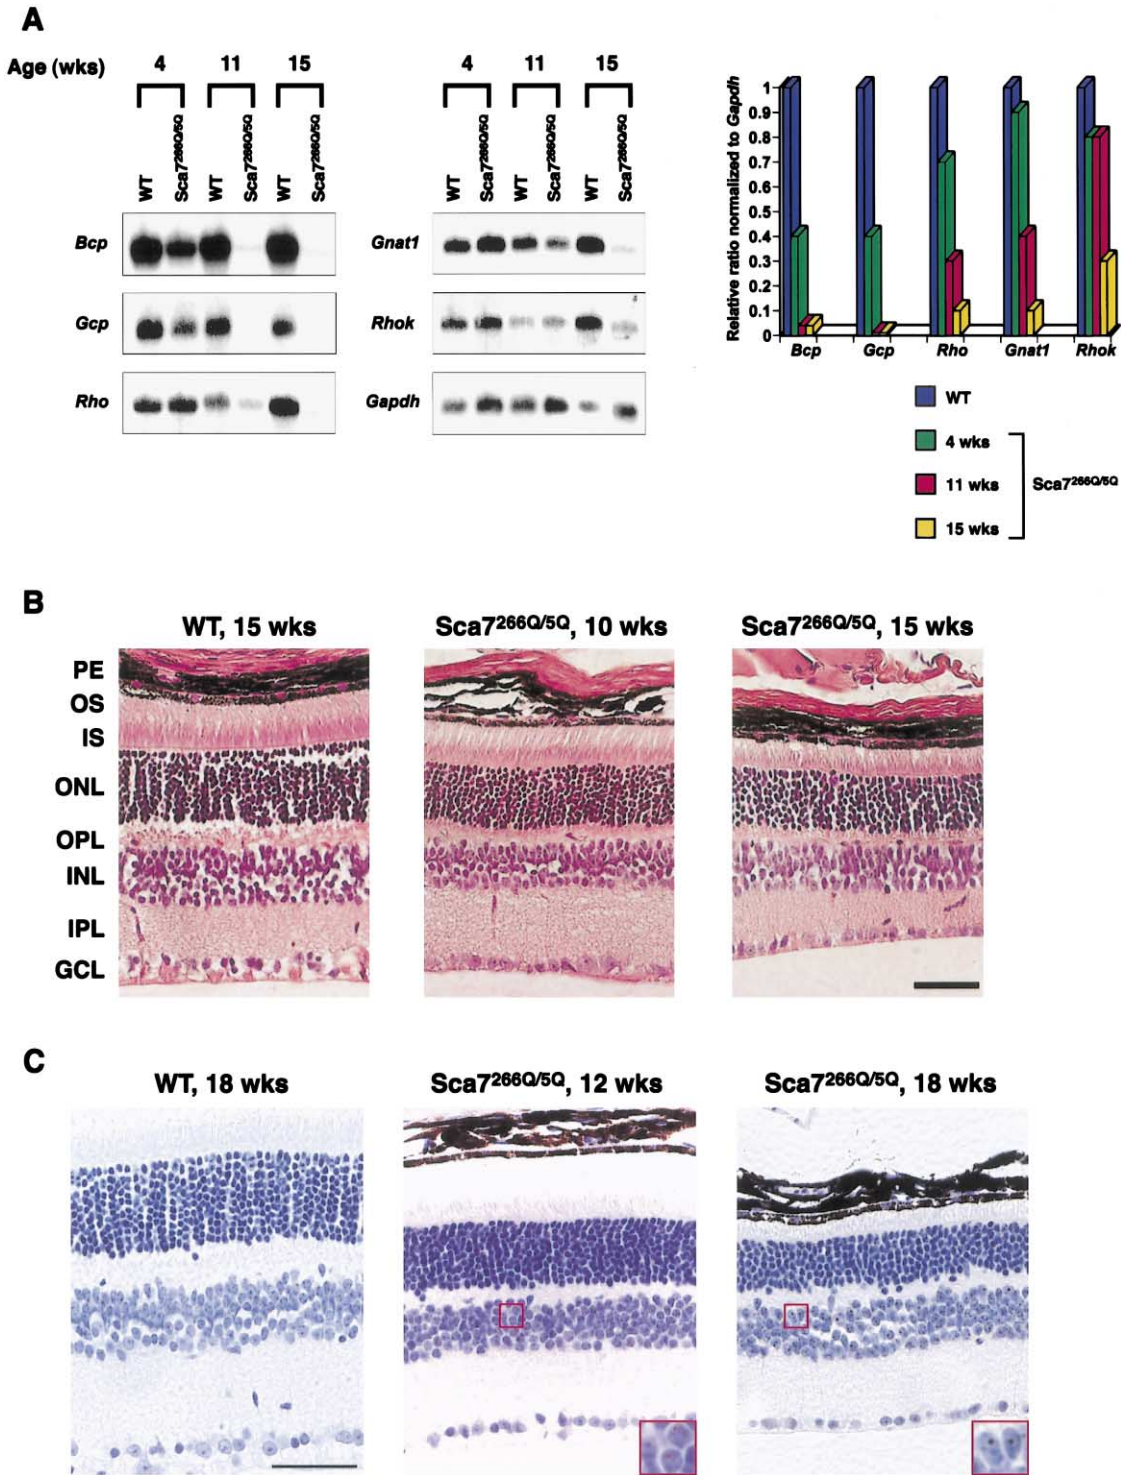 A
Age (wks)
4 11 15
WT Sca7266Q/5Q WT Sca7266Q/5Q WT Sca7266Q/5Q
Bcp
Gcp
Rho
4 11 15
WT Sca7266Q/5Q WT Sca7266Q/5Q WT Sca7266Q/5Q
Gnat1
Rhok
Gapdh
Relative ratio normalized to Gapdh
1
0.9
0.8
0.7
0.6
0.5
0.4
0.3
0.2
0.1
0
Bcp Gcp Rho Gnat1 Rhok
WT
4 wks
11 wks
15 wks
Sca7266Q/5Q
B
WT, 15 wks
Sca7266Q/5Q, 10 wks
Sca7266Q/5Q, 15 wks
PE
OS
IS
ONL
OPL
INL
IPL
GCL
C
WT, 18 wks
Sca7266Q/5Q, 12 wks
Sca7266Q/5Q, 18 wks